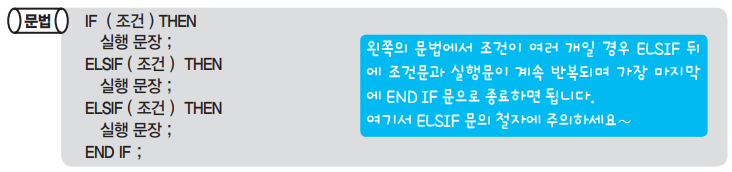 문법
IF ( 조건 ) THEN
실행 문장 ;
ELSIF ( 조건 ) THEN
실행 문장 ;
ELSIF ( 조건 ) THEN
실행 문장 ;
END IF ;
왼쪽의 문법에서 조건이 여러 개일 경우 ELSIF 뒤
에 조건문과 실행문이 계속 반복되며 가장 마지막
에 END IF 문으로 종료하면 됩니다.
여기서 ELSIF 문의 철자에 주의하세요~